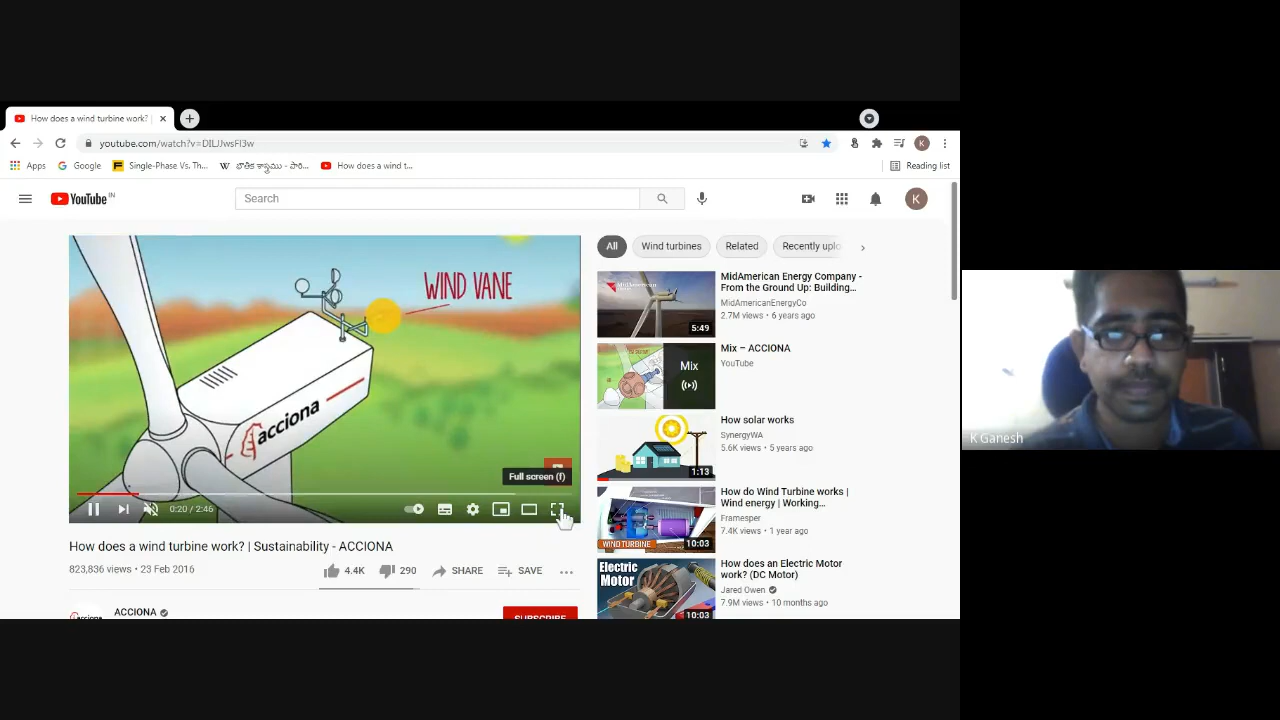 How does a wind turbine work? |
youtube.com/watch?v=DILJJwsFl3w
Apps
Google
Single-Phase Vs. Th...
భౌతిక శాస్త్రము - పారి...
How does a wind t...
Reading list
YouTube IN
Search
K
WIND VANE
acciona
Full screen (f)
0:20 / 2:46
How does a wind turbine work? | Sustainability - ACCIONA
823,836 views • 23 Feb 2016
4.4K
290
SHARE
SAVE
ACCIONA
SUBSCRIBE
All
Wind turbines
Related
Recently uplo
MidAmerican Energy Company -
From the Ground Up: Building...
MidAmericanEnergyCo
2.7M views • 6 years ago
5:49
Mix – ACCIONA
YouTube
Mix
How solar works
SynergyWA
5.6K views • 5 years ago
1:13
How do Wind Turbine works |
Wind energy | Working...
Framesper
7.4K views • 1 year ago
WIND TURBINE
10:03
How does an Electric Motor
work? (DC Motor)
Jared Owen
7.9M views • 10 months ago
Electric
Motor
10:03
K Ganesh